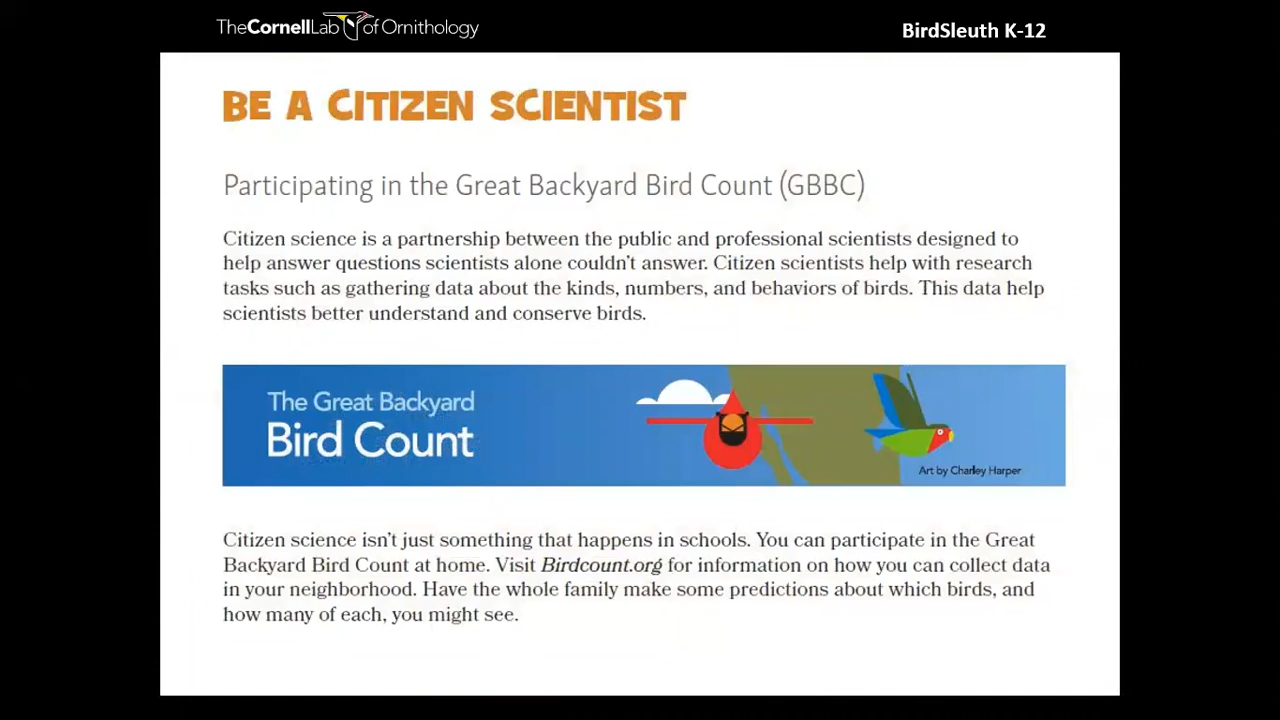 TheCornellLab of Ornithology
BirdSleuth K-12
BE A CITIZEN SCIENTIST
Participating in the Great Backyard Bird Count (GBBC)
Citizen science is a partnership between the public and professional scientists designed to
help answer questions scientists alone couldn't answer. Citizen scientists help with research
tasks such as gathering data about the kinds, numbers, and behaviors of birds. This data help
scientists better understand and conserve birds.
The Great Backyard
Bird Count
Art by Charley Harper
Citizen science isn't just something that happens in schools. You can participate in the Great
Backyard Bird Count at home. Visit Birdcount.org for information on how you can collect data
in your neighborhood. Have the whole family make some predictions about which birds, and
how many of each, you might see.